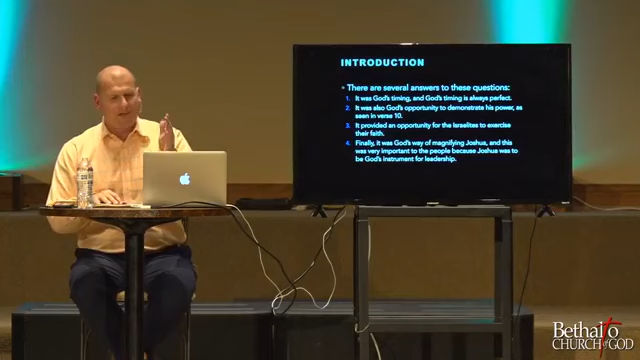 INTRODUCTION
• There are several answers to these questions:
1. It was God's timing, and God's timing is always perfect.
2. It was also God's opportunity to demonstrate his power, as
seen in verse 10.
3. It provided an opportunity for the Israelites to exercise
their faith.
4. Finally, it was God's way of magnifying Joshua, and this
was very important to the people because Joshua was to
be God's instrument for leadership.
Bethalto
CHURCH of GOD